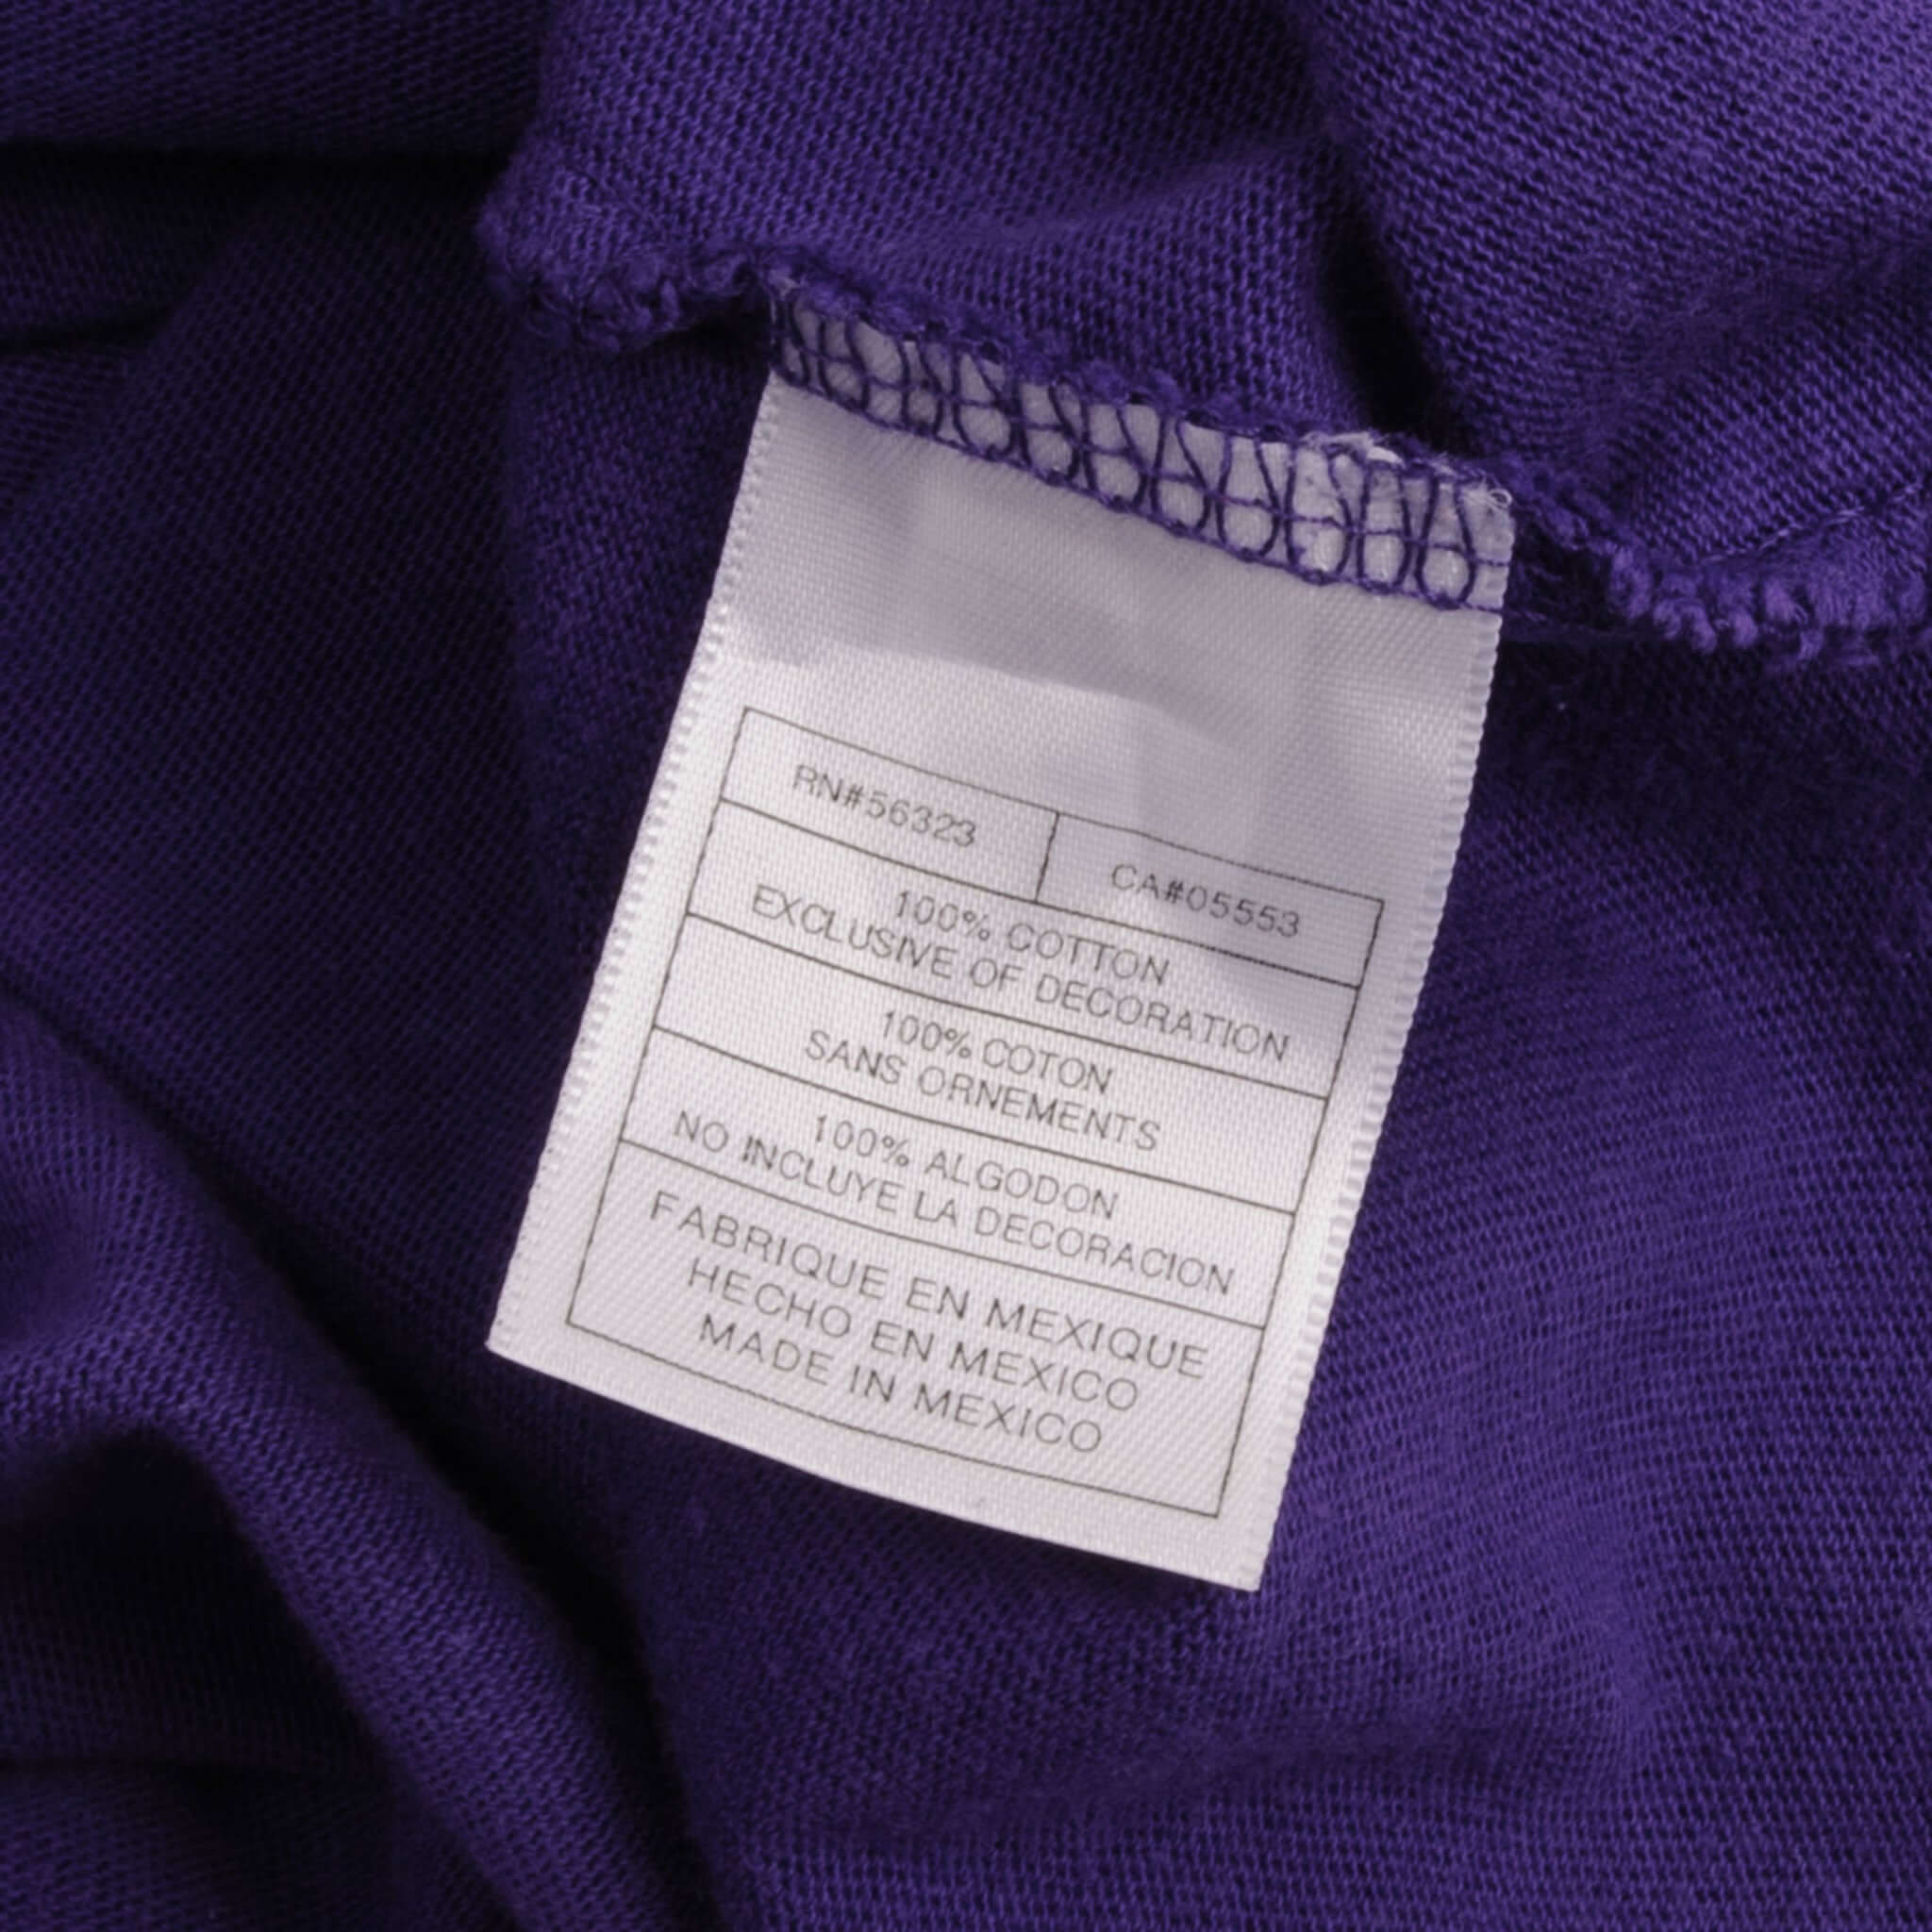 RN#56323
CA#05553
100% COTTON
EXCLUSIVE OF DECORATION
100% COTON
SANS ORNEMENTS
100% ALGODON
NO INCLUYE LA DECORACION
FABRIQUE EN MEXIQUE
HECHO EN MEXICO
MADE IN MEXICO